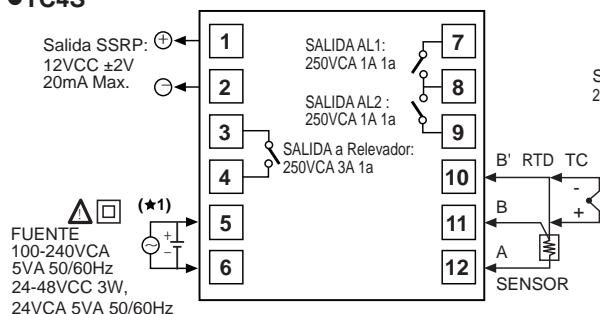 ●TC4S
Salida SSRP:
12VCC ±2V
20mA Max.
+
-
1
2
3
4
5
6
7
8
9
10
11
12
SALIDA AL1:
250VCA 1A 1a
SALIDA AL2 :
250VCA 1A 1a
SALIDA a Relevador:
250VCA 3A 1a
(★1)
+
-
FUENTE
100-240VCA
5VA 50/60Hz
24-48VCC 3W,
24VCA 5VA 50/60Hz
B' RTD TC
-
+
B
A
SENSOR
S
2